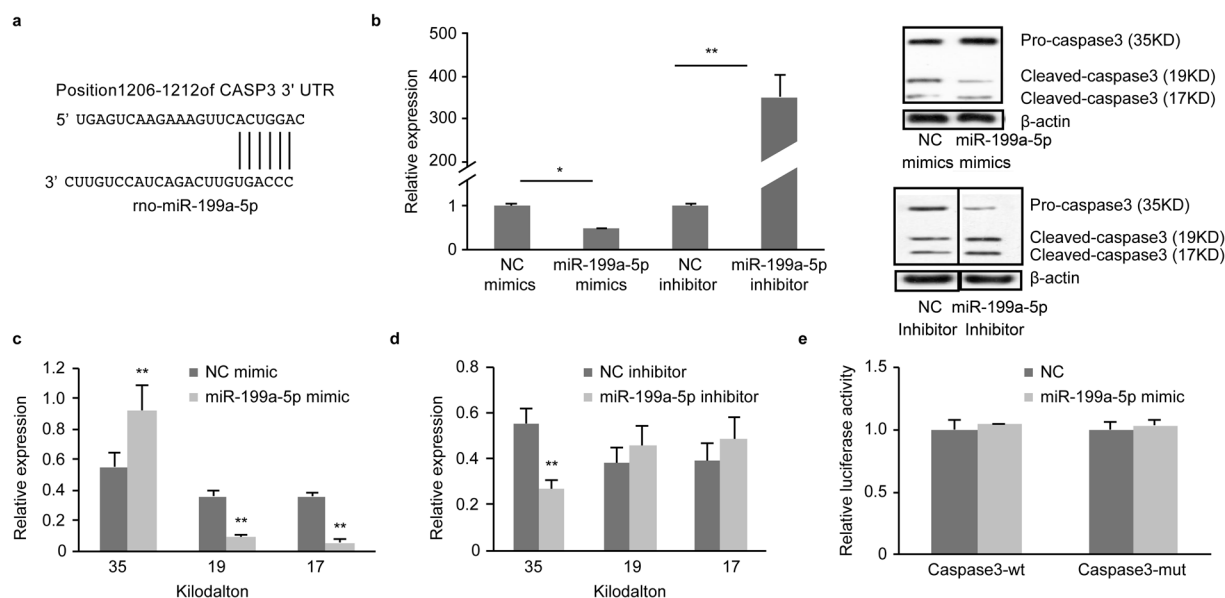 a
Position1206-1212of CASP3 3' UTR
5' UGAGUCAAGAAAGUUCACUGGAC
3' CUUGUCCAUCAGACUUGUGACCC
rno-miR-199a-5p
b
Relative expression
500
400
300
200
1
0
*
**
NC
mimics
miR-199a-5p
mimics
NC
inhibitor
miR-199a-5p
inhibitor
Pro-caspase3 (35KD)
Cleaved-caspase3 (19KD)
Cleaved-caspase3 (17KD)
β-actin
NC miR-199a-5p
mimics mimics
Pro-caspase3 (35KD)
Cleaved-caspase3 (19KD)
Cleaved-caspase3 (17KD)
β-actin
NC miR-199a-5p
Inhibitor Inhibitor
c
Relative expression
1.2
1.0
0.8
0.6
0.4
0.2
0
NC mimic
miR-199a-5p mimic
**
**
**
35 19 17
Kilodalton
d
Relative expression
0.8
0.6
0.4
0.2
0
NC inhibitor
miR-199a-5p inhibitor
**
35 19 17
Kilodalton
e
Relative luciferase activity
1.5
1.0
0.5
0
NC
miR-199a-5p mimic
Caspase3-wt Caspase3-mut